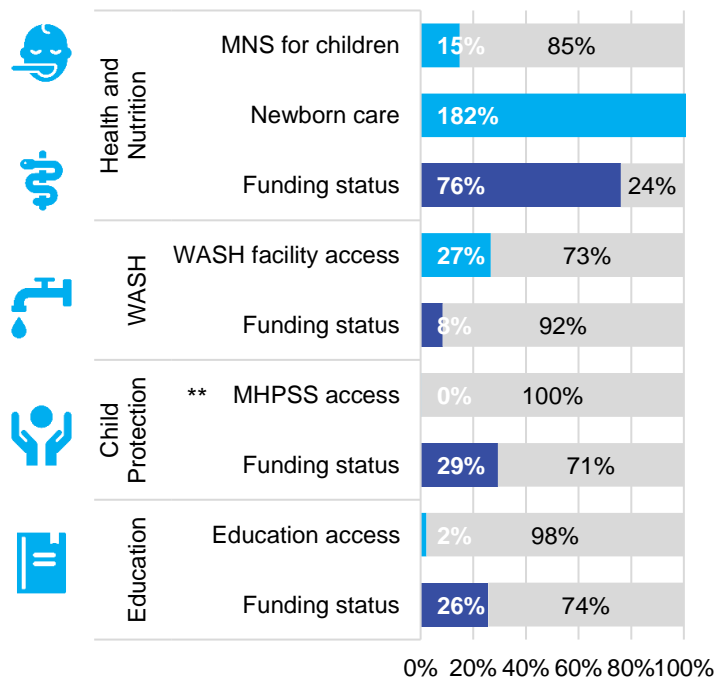 Health and
Nutrition
MNS for children 15% 85%
Newborn care 182%
Funding status 76% 24%
WASH
WASH facility access 27% 73%
Funding status 8% 92%
Child
Protection
** MHPSS access 0% 100%
Funding status 29% 71%
Education
Education access 2% 98%
Funding status 26% 74%
0% 20% 40% 60% 80% 100%